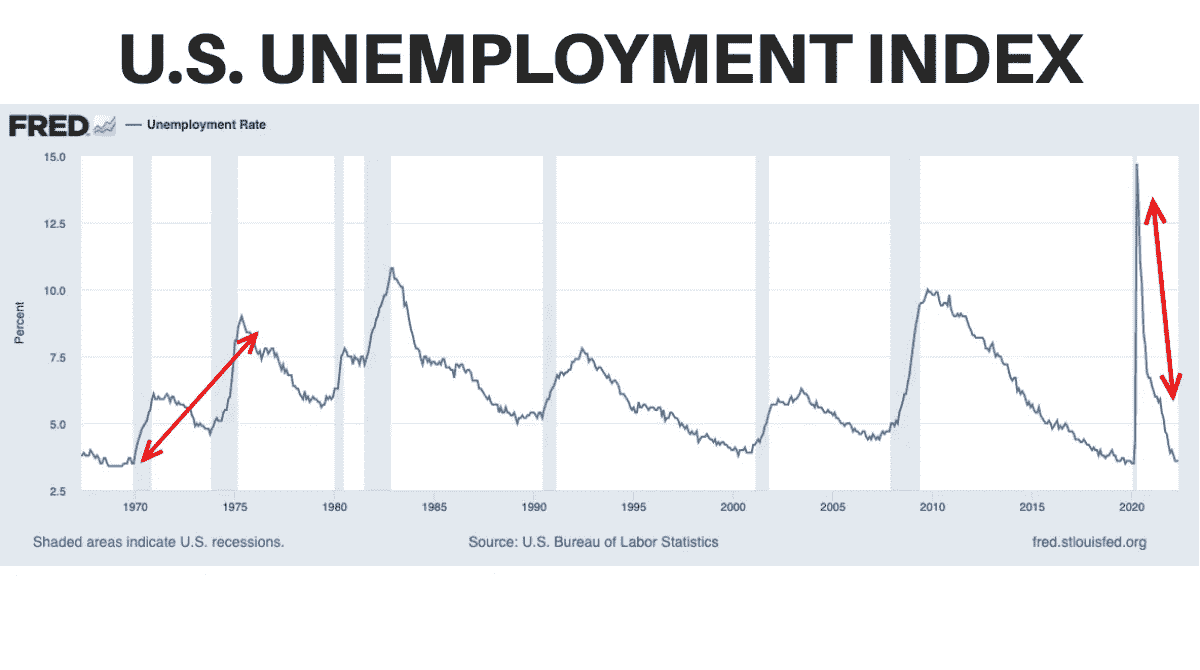 U.S. UNEMPLOYMENT INDEX
FRED — Unemployment Rate
15.0
12.5
10.0
7.5
5.0
2.5
Percent
1970 1975 1980 1985 1990 1995 2000 2005 2010 2015 2020
Shaded areas indicate U.S. recessions. Source: U.S. Bureau of Labor Statistics fred.stlouisfed.org